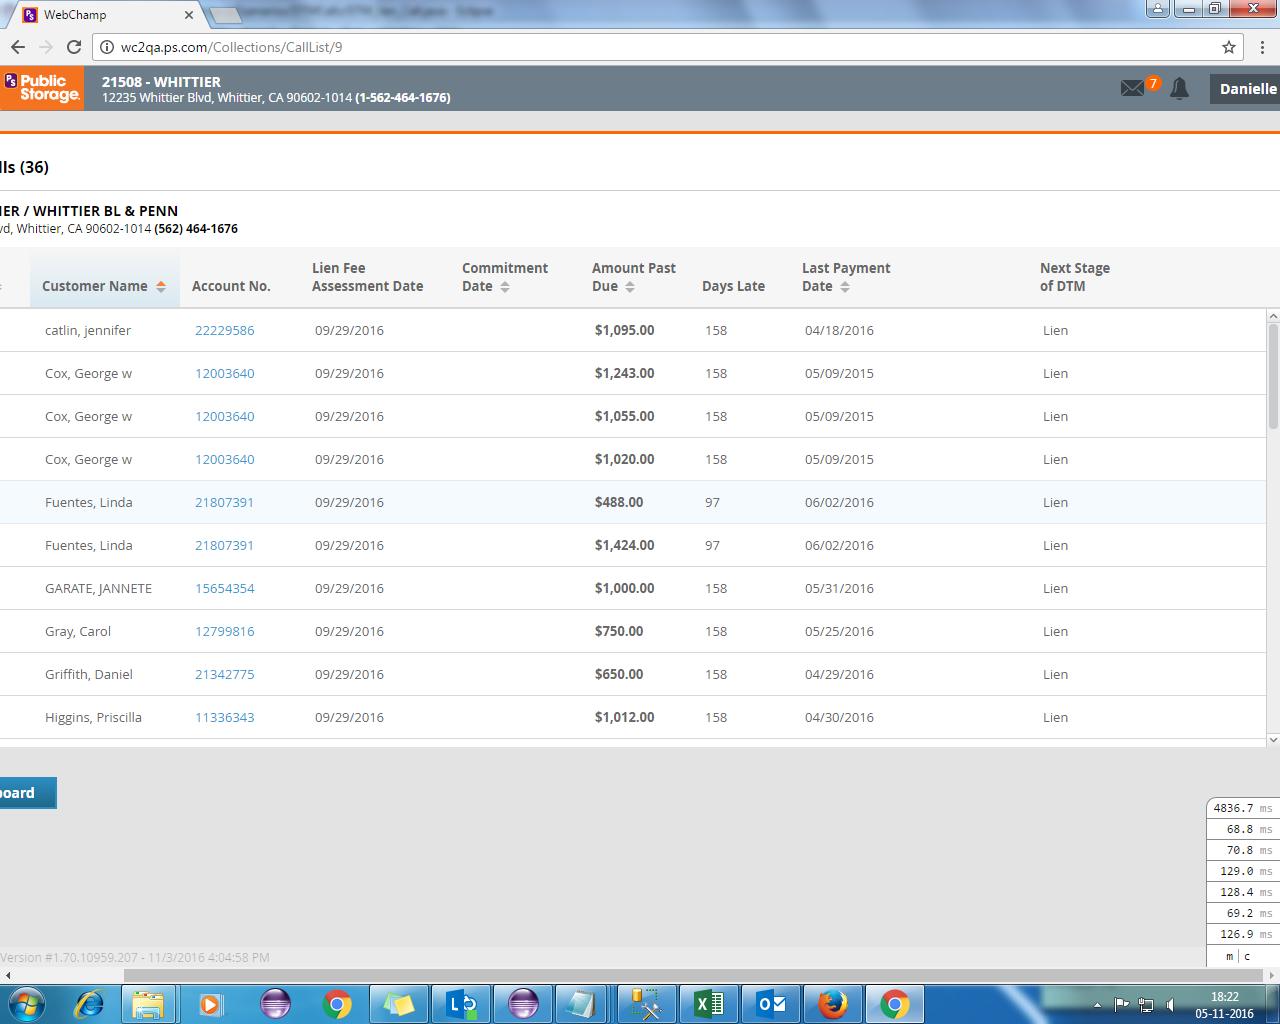 WebChamp
wc2qa.ps.com/Collections/CallList/9
PS Public Storage.
21508 - WHITTIER
12235 Whittier Blvd, Whittier, CA 90602-1014 (1-562-464-1676)
7
Danielle
lls (36)
IER / WHITTIER BL & PENN
vd, Whittier, CA 90602-1014 (562) 464-1676
Customer Name Account No. Lien Fee Assessment Date Commitment Date Amount Past Due Days Late Last Payment Date Next Stage of DTM
catlin, jennifer 22229586 09/29/2016 $1,095.00 158 04/18/2016 Lien
Cox, George w 12003640 09/29/2016 $1,243.00 158 05/09/2015 Lien
Cox, George w 12003640 09/29/2016 $1,055.00 158 05/09/2015 Lien
Cox, George w 12003640 09/29/2016 $1,020.00 158 05/09/2015 Lien
Fuentes, Linda 21807391 09/29/2016 $488.00 97 06/02/2016 Lien
Fuentes, Linda 21807391 09/29/2016 $1,424.00 97 06/02/2016 Lien
GARATE, JANNETE 15654354 09/29/2016 $1,000.00 158 05/31/2016 Lien
Gray, Carol 12799816 09/29/2016 $750.00 158 05/25/2016 Lien
Griffith, Daniel 21342775 09/29/2016 $650.00 158 04/29/2016 Lien
Higgins, Priscilla 11336343 09/29/2016 $1,012.00 158 04/30/2016 Lien
board
4836.7 ms
68.8 ms
70.8 ms
129.0 ms
128.4 ms
69.2 ms
126.9 ms
m | c
Version #1.70.10959.207 - 11/3/2016 4:04:58 PM
18:22
05-11-2016